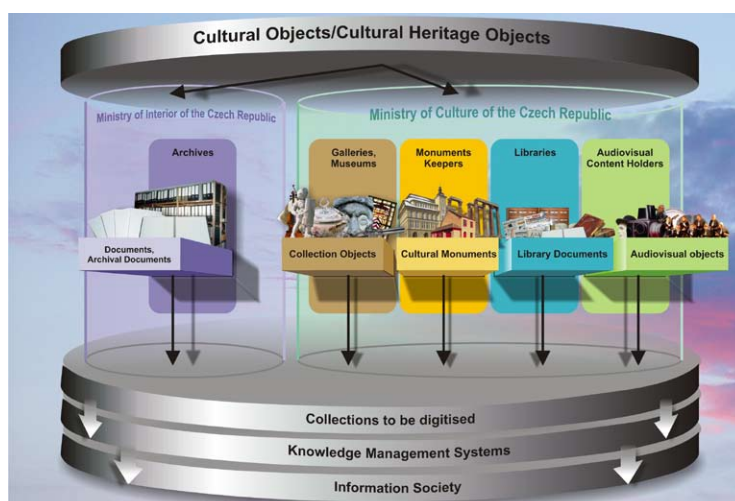 Cultural Objects/Cultural Heritage Objects
Ministry of Interior of the Czech Republic
Ministry of Culture of the Czech Republic
Archives
Galleries,
Museums
Monuments
Keepers
Libraries
Audiovisual
Content Holders
Documents,
Archival Documents
Collection Objects
Cultural Monuments
Library Documents
Audiovisual objects
Collections to be digitised
Knowledge Management Systems
Information Society